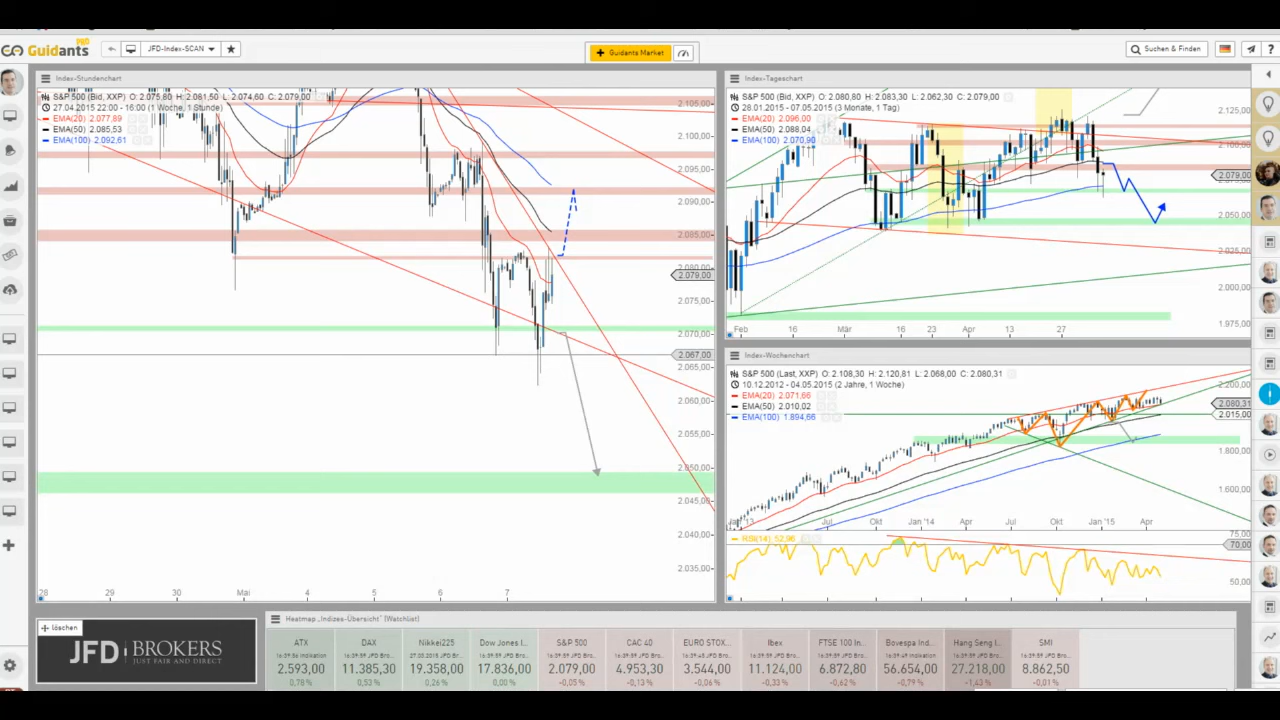 Guidants PRO
JFD-Index-SCAN
Guidants Market
Suchen & Finden
Index-Stundenchart
S&P 500 (Bid, XXP) O: 2.075,80 H: 2.081,50 L: 2.074,60 C: 2.079,00
27.04.2015 22:00 - 16:00 (1 Woche, 1 Stunde)
EMA(20) 2.077,89
EMA(50) 2.085,53
EMA(100) 2.092,61
2.105,00
2.100,00
2.095,00
2.090,00
2.085,00
2.079,00
2.075,00
2.070,00
2.067,00
2.065,00
2.060,00
2.055,00
2.050,00
2.045,00
2.040,00
2.035,00
28 29 30 Mai 4 5 6 7
Index-Tageschart
S&P 500 (Bid, XXP) O: 2.080,80 H: 2.083,30 L: 2.062,30 C: 2.079,00
28.01.2015 - 07.05.2015 (3 Monate, 1 Tag)
EMA(20) 2.096,00
EMA(50) 2.088,04
EMA(100) 2.070,90
2.125,00
2.100,00
2.079,00
2.050,00
2.025,00
2.000,00
1.975,00
Feb 16 Mär 16 23 Apr 13 27
Index-Wochenchart
S&P 500 (Last, XXP) O: 2.108,30 H: 2.120,81 L: 2.068,00 C: 2.080,31
10.12.2012 - 04.05.2015 (2 Jahre, 1 Woche)
EMA(20) 2.071,66
EMA(50) 2.010,02
EMA(100) 1.894,66
2.200,00
2.080,31
2.015,00
1.800,00
1.600,00
Jul Okt Jan '14 Apr Jul Okt Jan '15 Apr
RSI(14) 52,96
75,00
70,00
50,00
löschen
JFD BROKERS
JUST FAIR AND DIRECT
Heatmap „Indizes-Übersicht" (Watchlist)
ATX DAX Nikkei225 Dow Jones I... S&P 500 CAC 40 EURO STOX... Ibex FTSE 100 In... Bovespa Ind... Hang Seng I... SMI
2.593,00 11.385,30 19.358,00 17.836,00 2.079,00 4.953,30 3.544,00 11.124,00 6.872,80 56.654,00 27.218,00 8.862,50
0,78 % 0,53 % 0,26 % 0,00 % -0,05 % -0,13 % -0,06 % -0,33 % -0,62 % -0,79 % -1,43 % -0,01 %